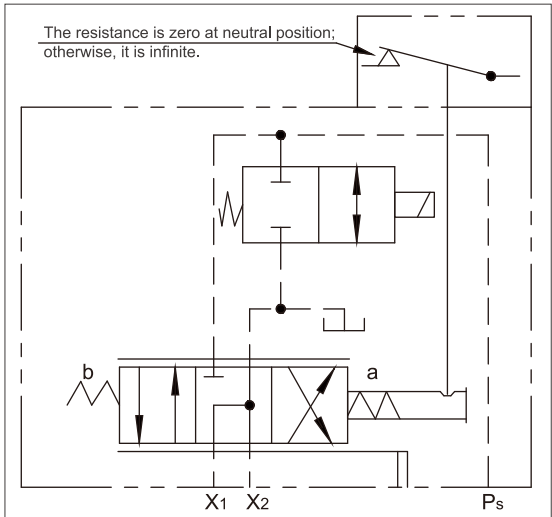 The resistance is zero at neutral position;
otherwise, it is infinite.
b
a
X1 X2 Ps